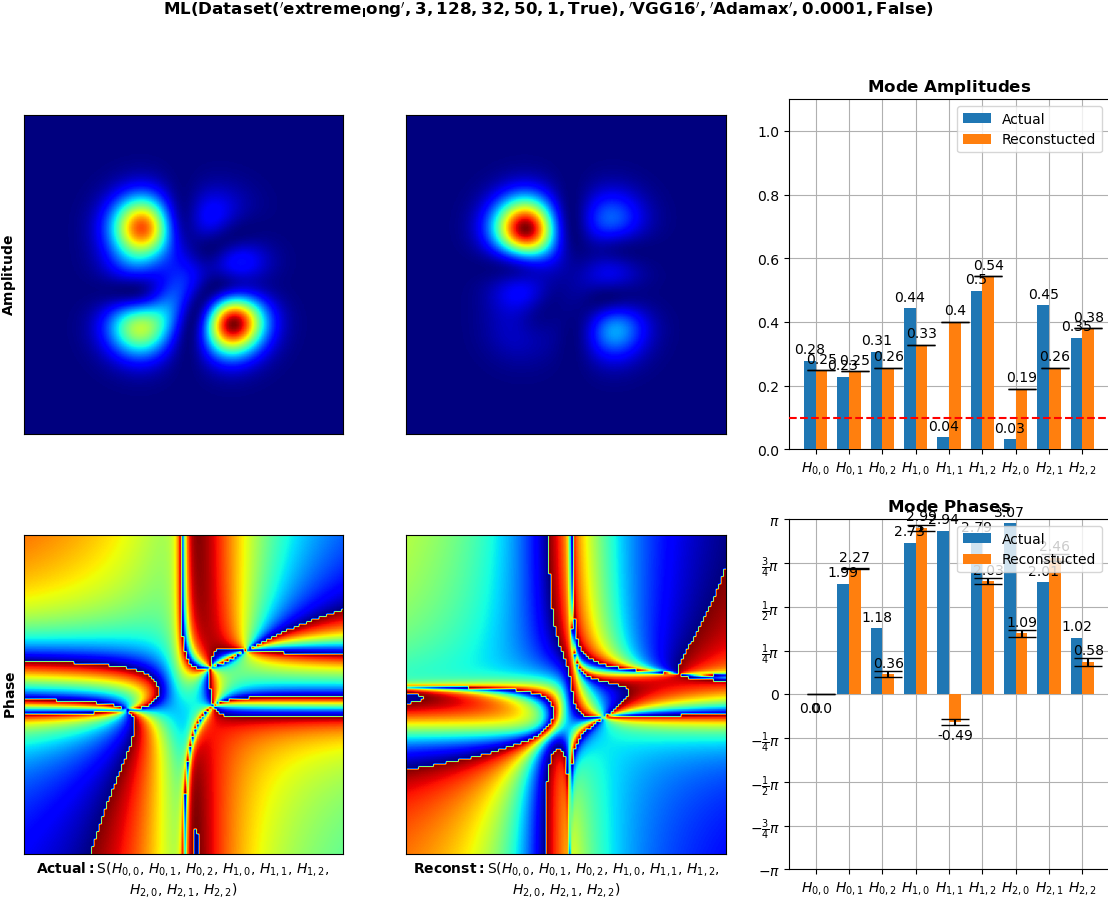 ML(Dataset('extreme_long', 3, 128, 32, 50, 1, True), 'VGG16', 'Adamax', 0.0001, False)
Amplitude
Mode Amplitudes
Actual
Reconstucted
1.0
0.8
0.6
0.4
0.2
0.0
0.28
0.25
0.23
0.25
0.31
0.26
0.44
0.33
0.04
0.4
0.5
0.54
0.03
0.19
0.45
0.26
0.35
0.38
H0,0 H0,1 H0,2 H1,0 H1,1 H1,2 H2,0 H2,1 H2,2
Phase
Mode Phases
Actual
Reconstucted
π
3/4π
1/2π
1/4π
0
−1/4π
−1/2π
−3/4π
−π
0.0
0.0
1.99
2.27
1.18
0.36
2.73
2.99
2.94
-0.49
2.79
3.07
1.09
2.01
2.46
1.02
0.58
H0,0 H0,1 H0,2 H1,0 H1,1 H1,2 H2,0 H2,1 H2,2
Actual: S(H0,0, H0,1, H0,2, H1,0, H1,1, H1,2,
H2,0, H2,1, H2,2)
Reconst: S(H0,0, H0,1, H0,2, H1,0, H1,1, H1,2,
H2,0, H2,1, H2,2)